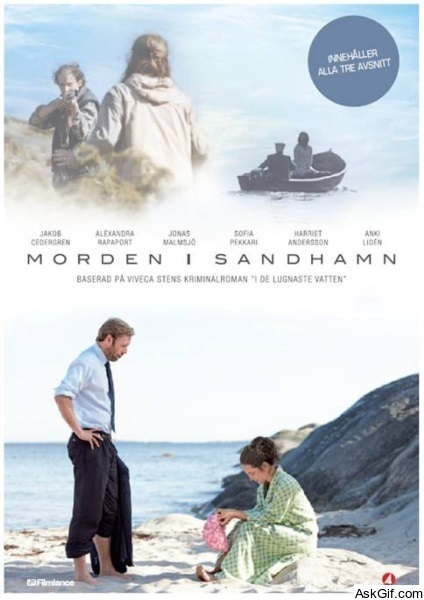 INNEHÅLLER
ALLA TRE AVSNITT
JAKOB CEDERGREN
ALEXANDRA RAPAPORT
JONAS MALMSJÖ
SOFIA PEKKARI
HARRIET ANDERSSON
ANKI LIDÉN
MORDEN I SANDHAMN
BASERAD PÅ VIVECA STENS KRIMINALROMAN "I DE LUGNASTE VATTEN"
Filmlance
AskGif.com